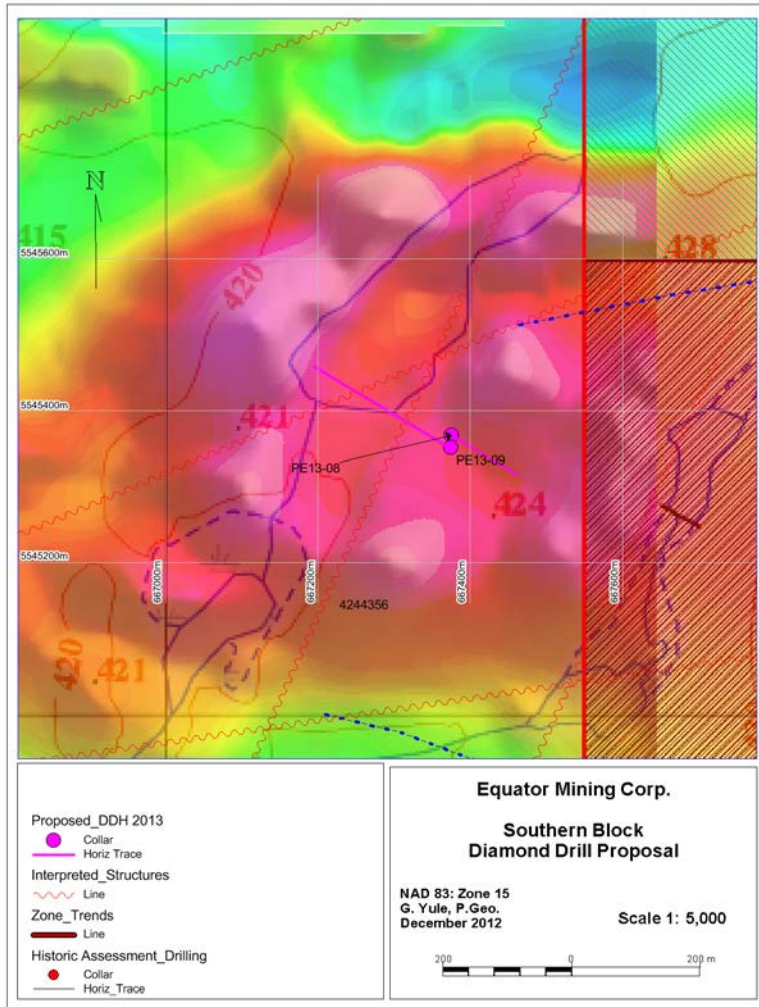 N
415
5545600m
420
428
5545400m
421
PE13-08
PE13-09
424
5545200m
667000m
667200m
667400m
667600m
4244356
420
421
Proposed_DDH 2013
Collar
Horiz Trace
Interpreted_Structures
Line
Zone_Trends
Line
Historic Assessment_Drilling
Collar
Horiz_Trace
Equator Mining Corp.
Southern Block
Diamond Drill Proposal
NAD 83: Zone 15
G. Yule, P.Geo.
December 2012
Scale 1: 5,000
200
0
200 m